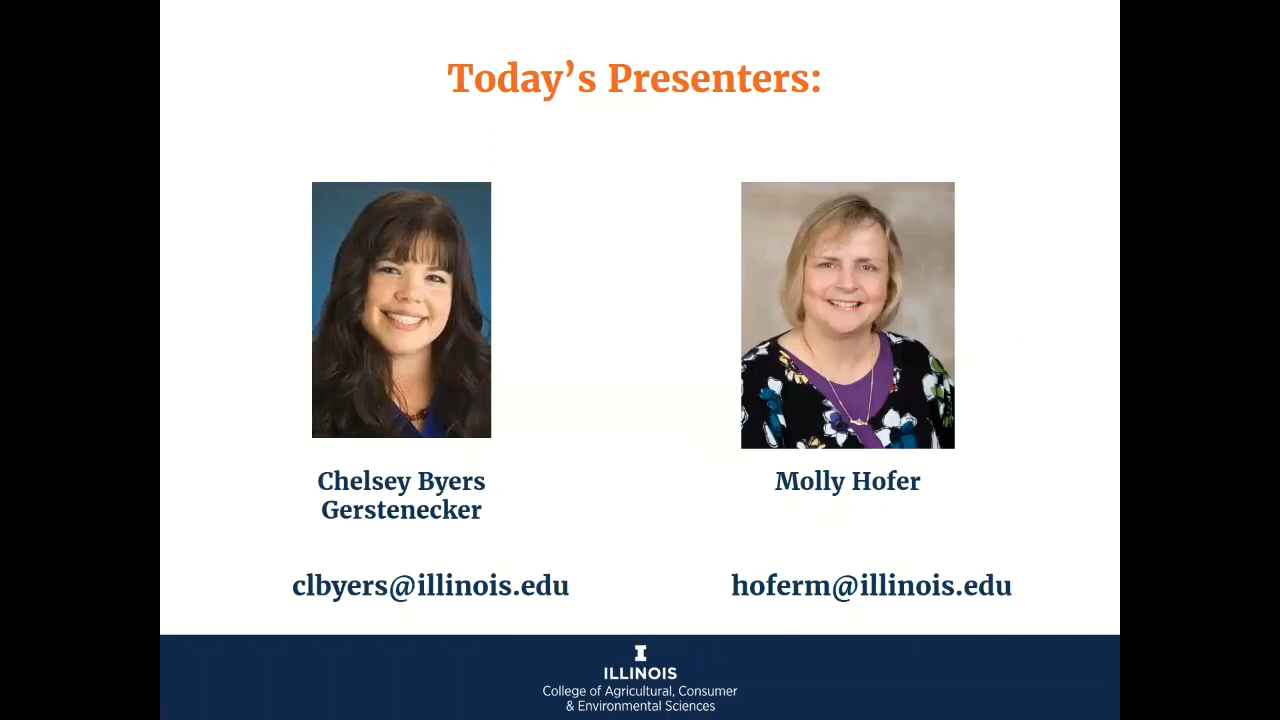 Today’s Presenters:
Chelsey Byers
Gerstenecker
clbyers@illinois.edu
Molly Hofer
hoferm@illinois.edu
I
ILLINOIS
College of Agricultural, Consumer
& Environmental Sciences